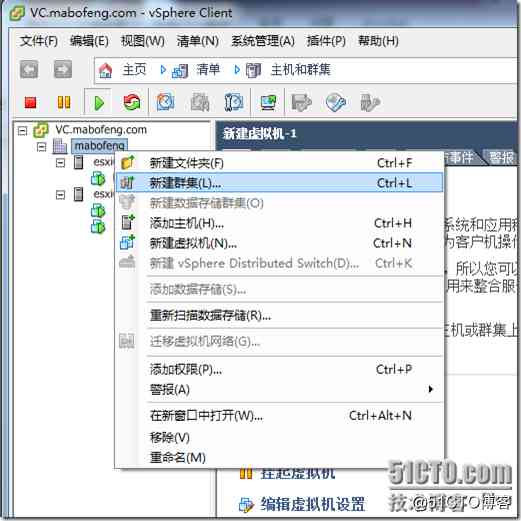 VC.mabofeng.com - vSphere Client
文件(F) 编辑(E) 视图(W) 清单(N) 系统管理(A) 插件(P) 帮助(H)
主页 清单 主机和群集
VC.mabofeng.com
新建虚拟机-1
mabofeng
esxi
esxi
事件 警报
新建文件夹(F) Ctrl+F
新建群集(L)... Ctrl+L
新建数据存储群集(O)
添加主机(H)... Ctrl+H
新建虚拟机(N)... Ctrl+N
新建 vSphere Distributed Switch(D)... Ctrl+K
添加数据存储(S)...
重新扫描数据存储(R)...
迁移虚拟机网络(G)...
添加权限(P)... Ctrl+P
警报(A)
在新窗口中打开(W)... Ctrl+Alt+N
移除(V)
重命名(M)
系统和应用程
为客户机操作
所以您可以
用来整合服
主机或群集上
挂起虚拟机
编辑虚拟机设置
51CTO.com
@51CTO博客